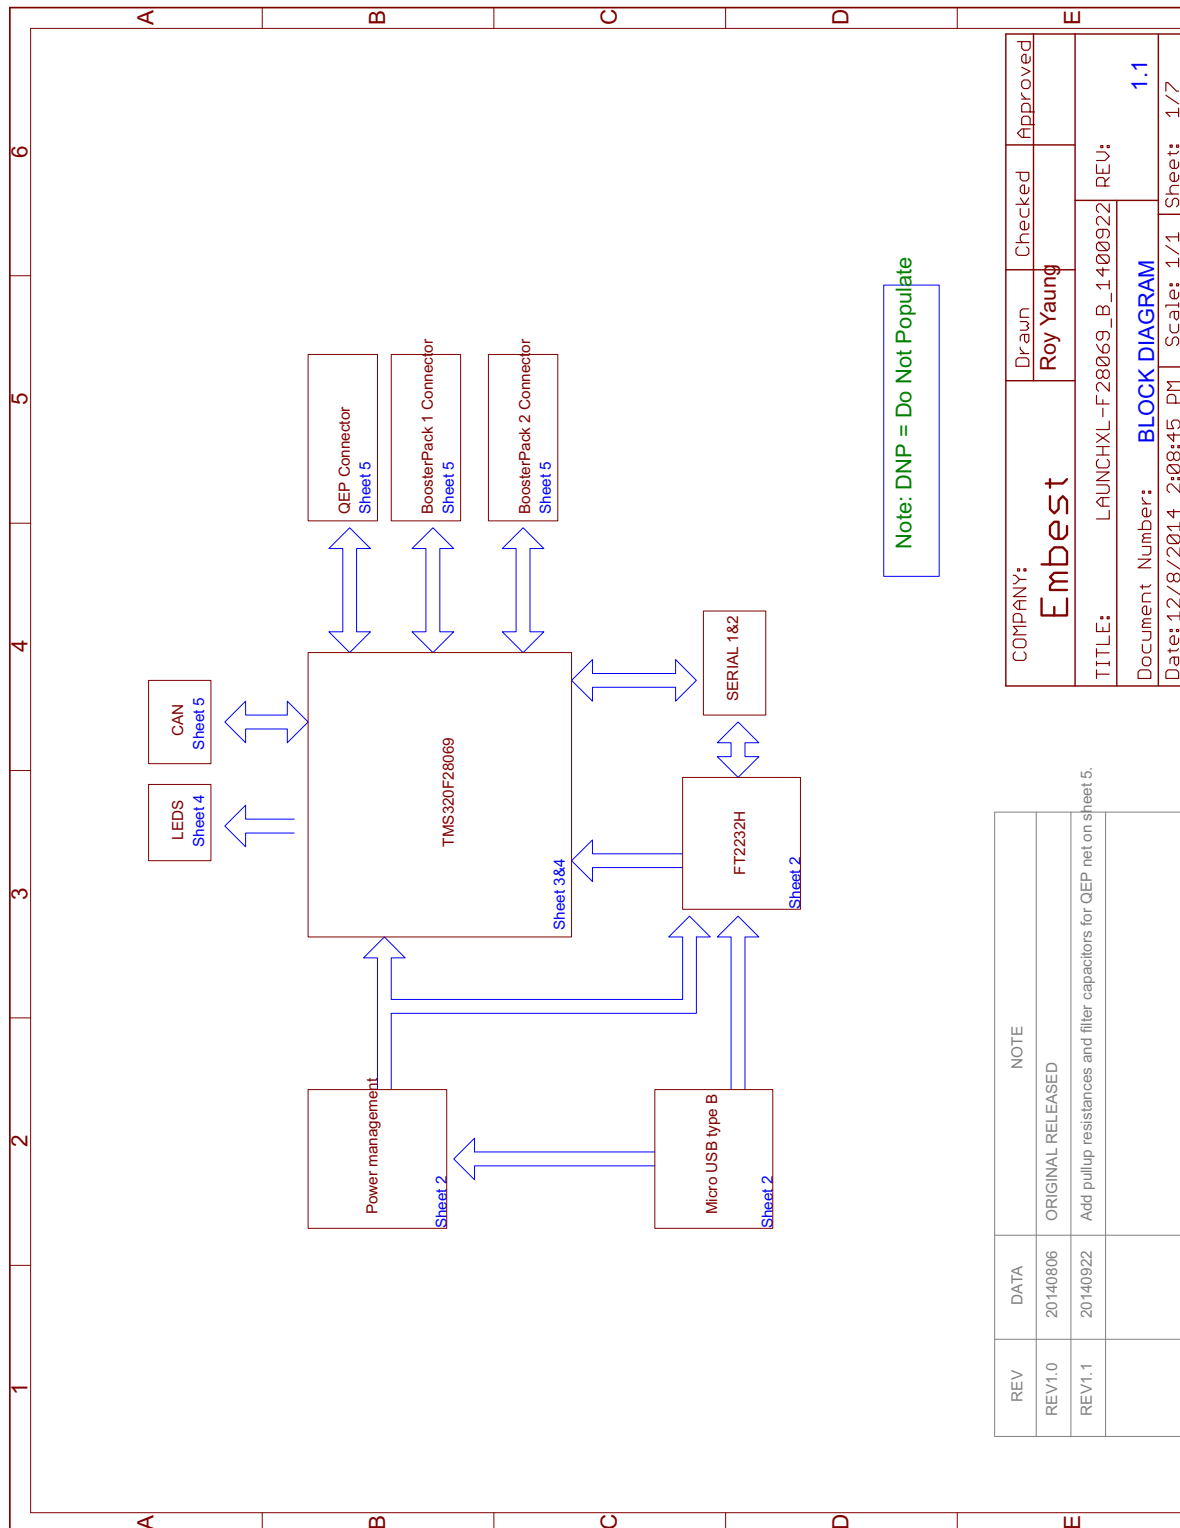 1
2
3
4
5
6
A
A
B
B
C
C
D
D
E
E
LEDS
Sheet 4
CAN
Sheet 5
Power management
Sheet 2
TMS320F28069
Sheet 3&4
QEP Connector
Sheet 5
BoosterPack 1 Connector
Sheet 5
BoosterPack 2 Connector
Sheet 5
Micro USB type B
Sheet 2
FT2232H
Sheet 2
SERIAL 1&2
Note: DNP = Do Not Populate
REV DATA NOTE
REV1.0 20140806 ORIGINAL RELEASED
REV1.1 20140922 Add pullup resistances and filter capacitors for QEP net on sheet 5.
COMPANY:
Embest
Drawn Checked Approved
Roy Yaung
TITLE: LAUNCHXL-F28069_B_1400922 REV:
1.1
Document Number:
BLOCK DIAGRAM
Date:12/8/2014 2:08:45 PM Scale: 1/1 Sheet: 1/7